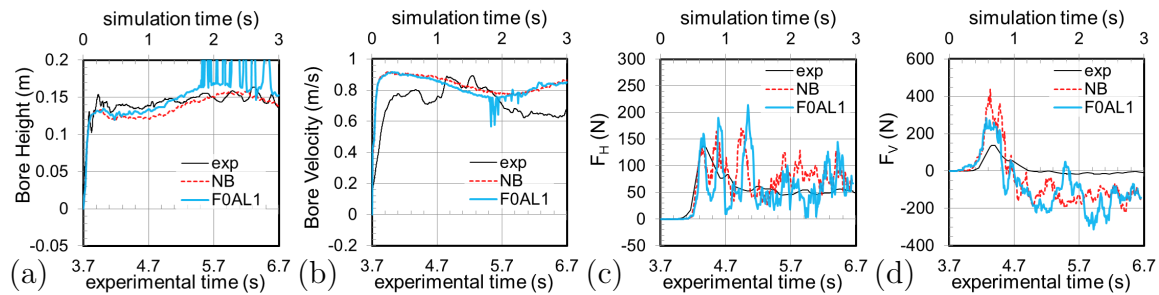 simulation time (s)
0 1 2 3
0.2
0.15
0.1
0.05
0
-0.05
Bore Height (m)
exp
NB
F0AL1
3.7 4.7 5.7 6.7
experimental time (s)
(a)
simulation time (s)
0 1 2 3
1
0.8
0.6
0.4
0.2
0
-0.2
Bore Velocity (m/s)
exp
NB
F0AL1
3.7 4.7 5.7 6.7
experimental time (s)
(b)
simulation time (s)
0 1 2 3
300
250
200
150
100
50
0
-50
F_H (N)
exp
NB
F0AL1
3.7 4.7 5.7 6.7
experimental time (s)
(c)
simulation time (s)
0 1 2 3
600
400
200
0
-200
-400
F_V (N)
exp
NB
F0AL1
3.7 4.7 5.7 6.7
experimental time (s)
(d)